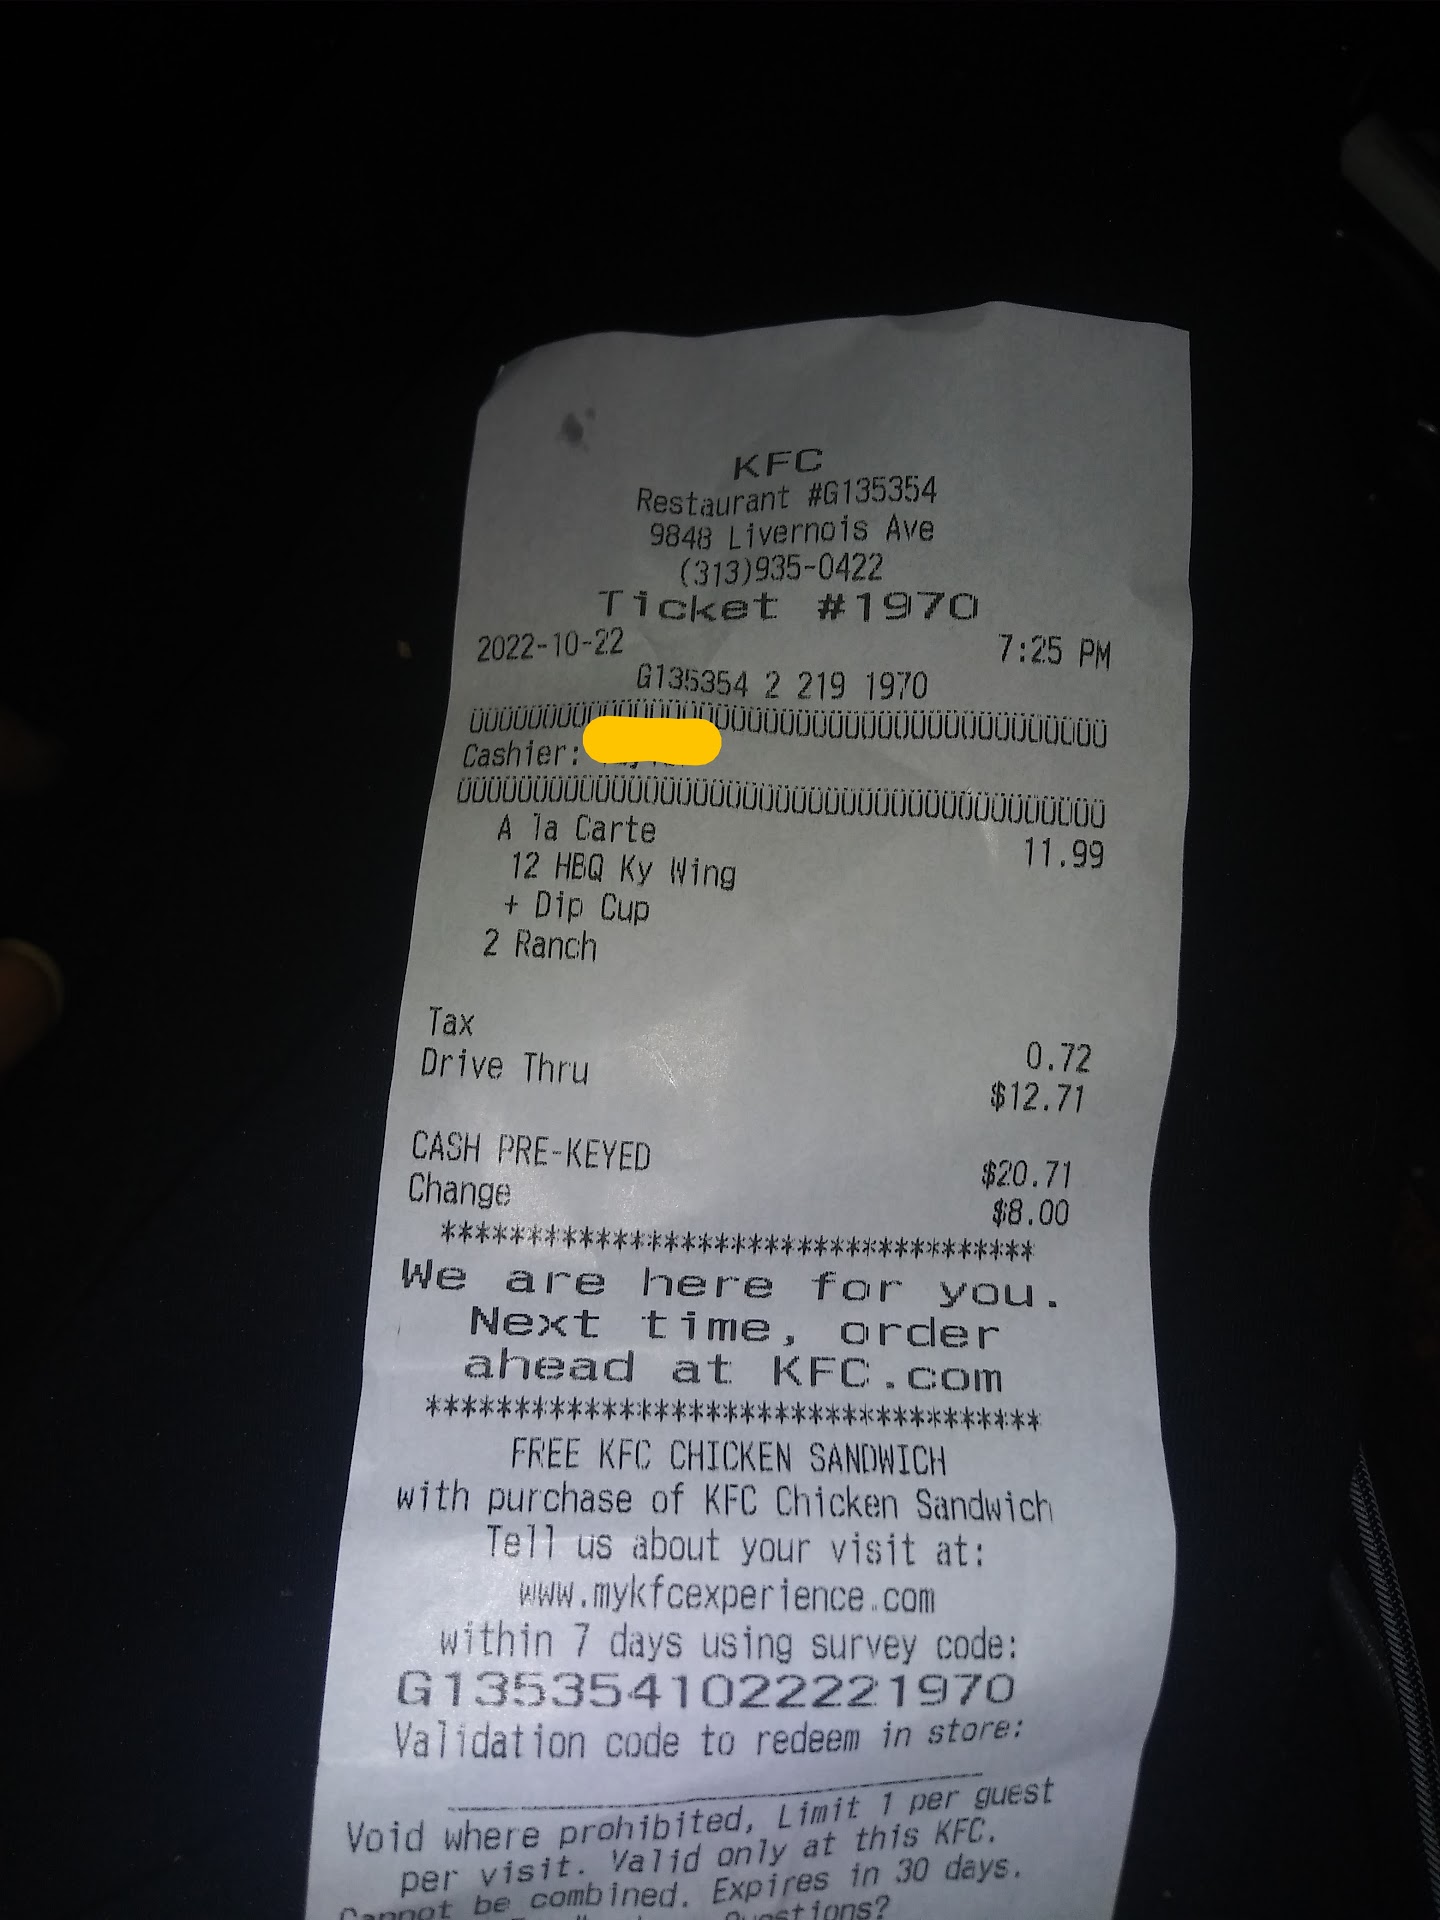 KFC
Restaurant #G135354
9848 Livernois Ave
(313)935-0422
Ticket #1970
2022-10-22 7:25 PM
G135354 2 219 1970
ÜÜÜÜÜÜÜÜÜÜÜÜÜÜÜÜÜÜÜÜÜÜÜÜÜÜÜÜÜÜÜÜÜÜÜÜÜÜÜ
Cashier:
ÜÜÜÜÜÜÜÜÜÜÜÜÜÜÜÜÜÜÜÜÜÜÜÜÜÜÜÜÜÜÜÜÜÜÜÜÜÜÜ
A la Carte 11.99
12 HBQ Ky Wing
+ Dip Cup
2 Ranch
Tax 0.72
Drive Thru $12.71
CASH PRE-KEYED $20.71
Change $8.00
***********************************
We are here for you.
Next time, order
ahead at KFC.com
***********************************
FREE KFC CHICKEN SANDWICH
with purchase of KFC Chicken Sandwich
Tell us about your visit at:
www.mykfcexperience.com
within 7 days using survey code:
G1353541022221970
Validation code to redeem in store:
Void where prohibited, Limit 1 per guest
per visit. Valid only at this KFC.
Cannot be combined. Expires in 30 days.
Questions?